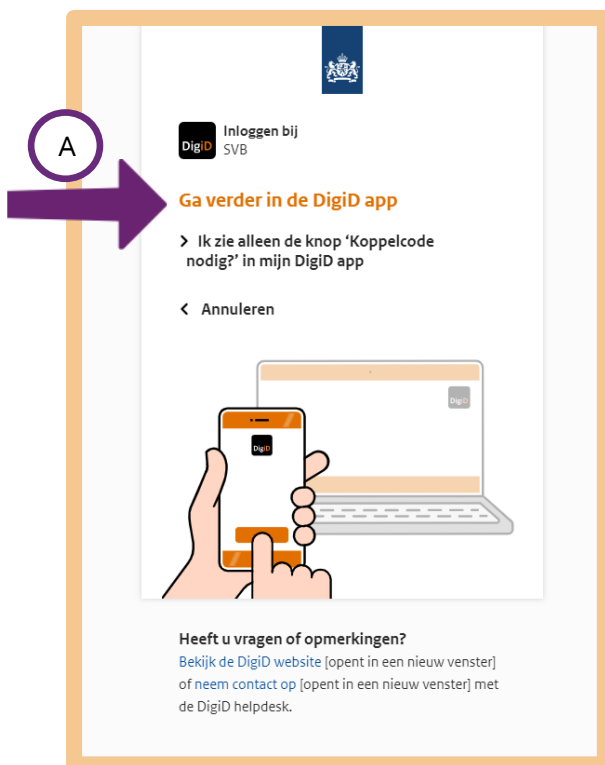 A
DigiD
Inloggen bij
SVB
Ga verder in de DigiD app
Ik zie alleen de knop ‘Koppelcode
nodig?’ in mijn DigiD app
Annuleren
DigiD
DigiD
Heeft u vragen of opmerkingen?
Bekijk de DigiD website [opent in een nieuw venster]
of neem contact op [opent in een nieuw venster] met
de DigiD helpdesk.